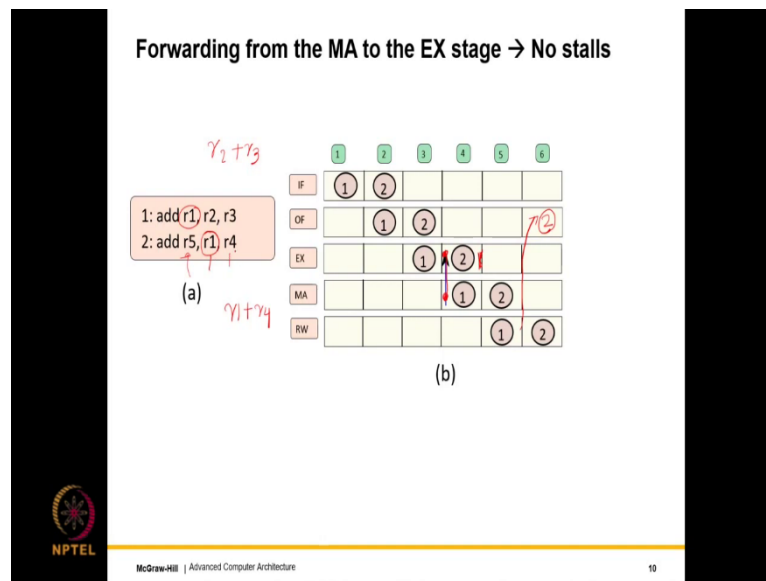 Forwarding from the MA to the EX stage → No stalls
r2 + r3
1 2 3 4 5 6
IF 1 2
1: add r1, r2, r3
2: add r5, r1, r4
OF 1 2 2
EX 1 2
(a)
r1 + r4
MA 1 2
RW 1 2
(b)
NPTEL
McGraw-Hill | Advanced Computer Architecture 10